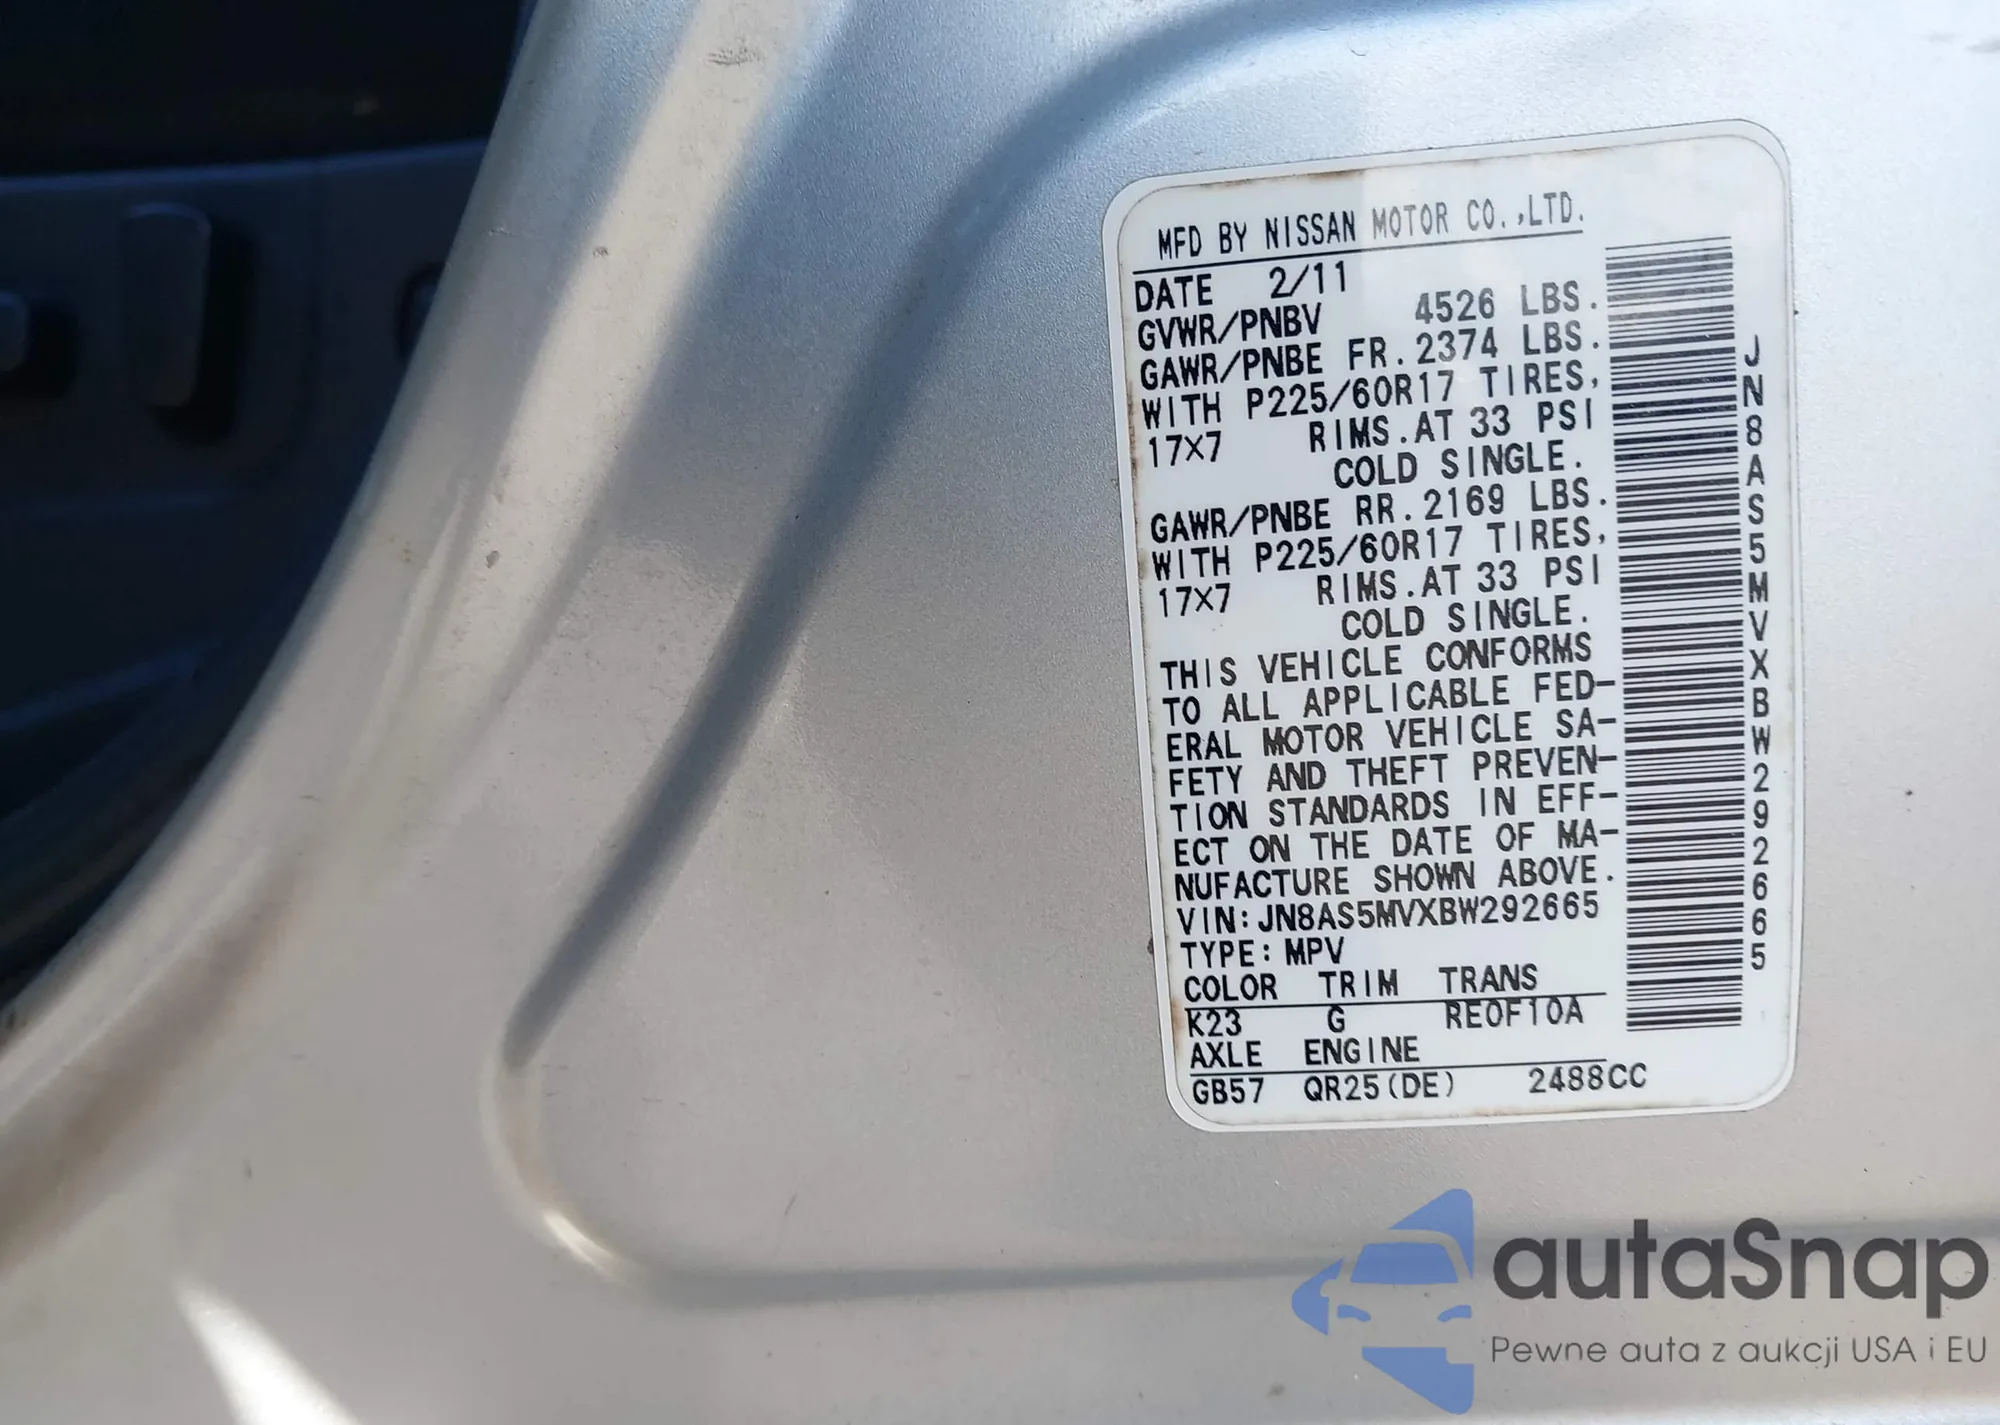 MFD BY NISSAN MOTOR CO.,LTD.
DATE 2/11
GVWR/PNBV 4526 LBS.
GAWR/PNBE FR.2374 LBS.
WITH P225/60R17 TIRES,
17X7 RIMS.AT 33 PSI
COLD SINGLE.
GAWR/PNBE RR.2169 LBS.
WITH P225/60R17 TIRES,
17X7 RIMS.AT 33 PSI
COLD SINGLE.
THIS VEHICLE CONFORMS
TO ALL APPLICABLE FED-
ERAL MOTOR VEHICLE SA-
FETY AND THEFT PREVEN-
TION STANDARDS IN EFF-
ECT ON THE DATE OF MA-
NUFACTURE SHOWN ABOVE.
VIN:JN8AS5MVXBW292665
TYPE:MPV
COLOR TRIM TRANS
K23 G RE0F10A
AXLE ENGINE
GB57 QR25(DE) 2488CC
JN8AS5MVXBW292665
autaSnap
Pewne auta z aukcji USA i EU